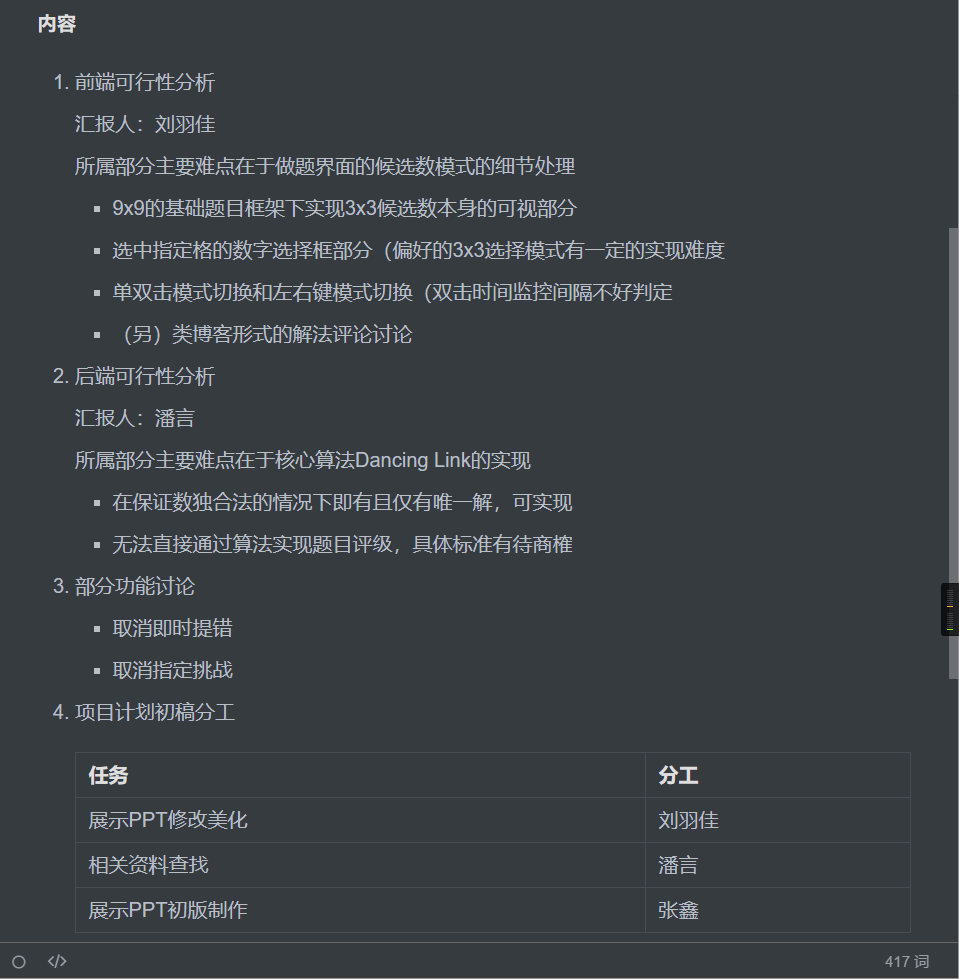 内容
1. 前端可行性分析
汇报人：刘羽佳
所属部分主要难点在于做题界面的候选数模式的细节处理
9x9的基础题目框架下实现3x3候选数本身的可视部分
选中指定格的数字选择框部分（偏好的3x3选择模式有一定的实现难度
单双击模式切换和左右键模式切换（双击时间监控间隔不好判定
（另）类博客形式的解法评论讨论
2. 后端可行性分析
汇报人：潘言
所属部分主要难点在于核心算法Dancing Link的实现
在保证数独合法的情况下即有且仅有唯一解，可实现
无法直接通过算法实现题目评级，具体标准有待商榷
3. 部分功能讨论
取消即时提错
取消指定挑战
4. 项目计划初稿分工
任务 分工
展示PPT修改美化 刘羽佳
相关资料查找 潘言
展示PPT初版制作 张鑫
</> 417 词